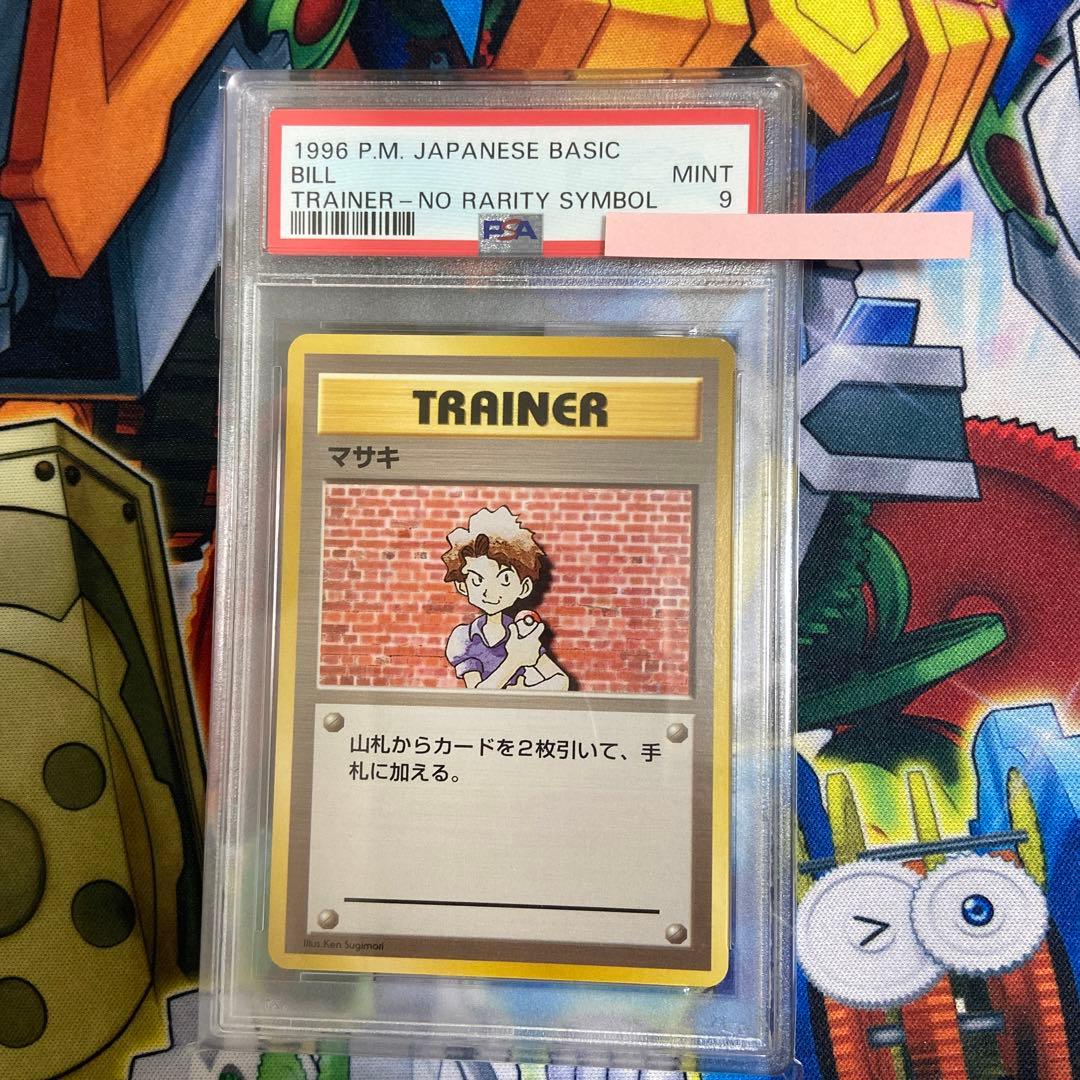 1996 P.M. JAPANESE BASIC
BILL MINT
TRAINER-NO RARITY SYMBOL 9
PSA
TRAINER
マサキ
山札からカードを2枚引いて、手
札に加える。
Illus. Ken Sugimori